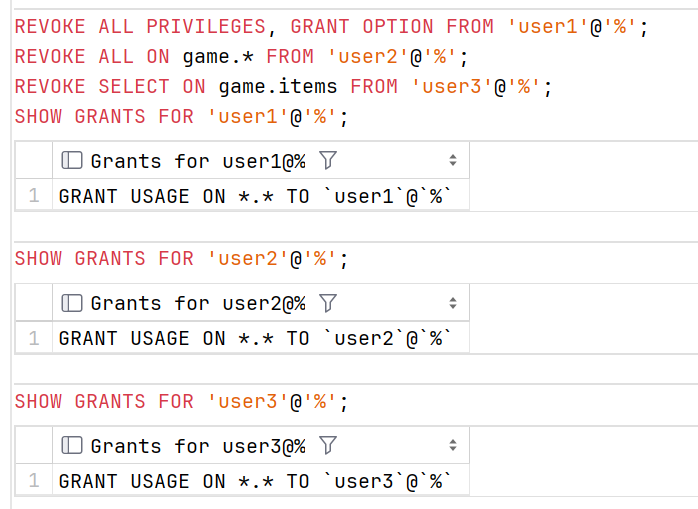 REVOKE ALL PRIVILEGES, GRANT OPTION FROM 'user1'@'%';
REVOKE ALL ON game.* FROM 'user2'@'%';
REVOKE SELECT ON game.items FROM 'user3'@'%';
SHOW GRANTS FOR 'user1'@'%';
Grants for user1@%
1 GRANT USAGE ON *.* TO `user1`@`%`
SHOW GRANTS FOR 'user2'@'%';
Grants for user2@%
1 GRANT USAGE ON *.* TO `user2`@`%`
SHOW GRANTS FOR 'user3'@'%';
Grants for user3@%
1 GRANT USAGE ON *.* TO `user3`@`%`